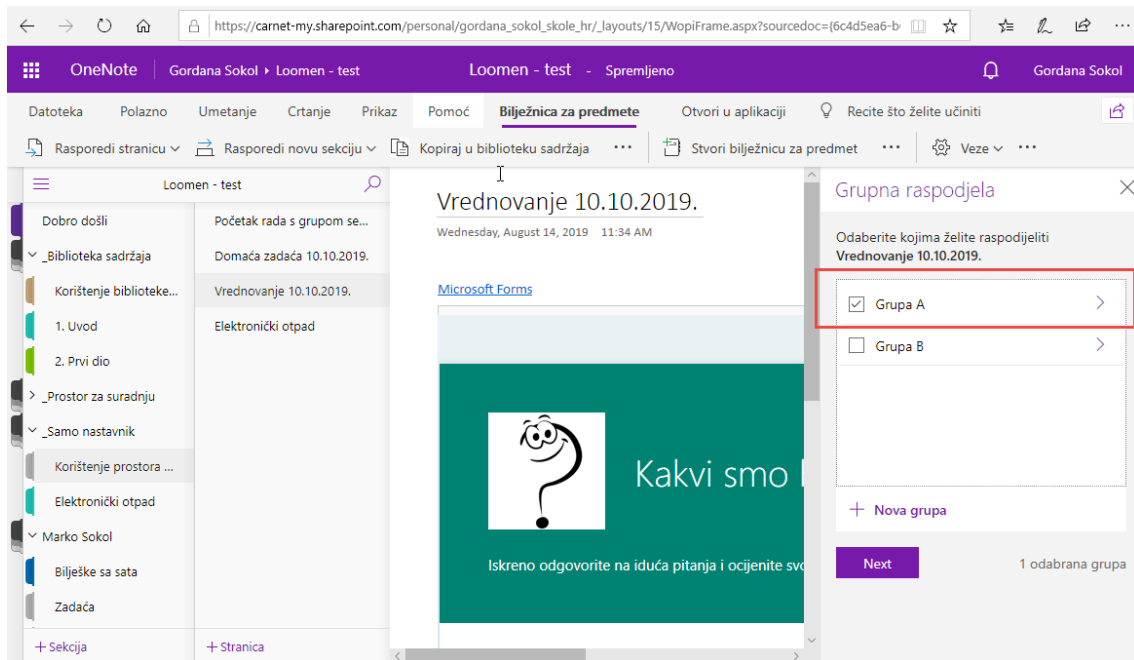 https://carnet-my.sharepoint.com/personal/gordana_sokol_skole_hr/_layouts/15/WopiFrame.aspx?sourcedoc={6c4d5ea6-b
OneNote Gordana Sokol Loomen - test Loomen - test - Spremljeno Gordana Sokol
Datoteka Polazno Umetanje Crtanje Prikaz Pomoć Bilježnica za predmete Otvori u aplikaciji Recite što želite učiniti
Rasporedi stranicu Rasporedi novu sekciju Kopiraj u biblioteku sadržaja ... Stvori bilježnicu za predmet ... Veze ...
Loomen - test
Dobro došli
_Biblioteka sadržaja
Korištenje biblioteke...
1. Uvod
2. Prvi dio
_Prostor za suradnju
_Samo nastavnik
Korištenje prostora ...
Elektronički otpad
Marko Sokol
Bilješke sa sata
Zadaća
+ Sekcija
Početak rada s grupom se...
Domaća zadaća 10.10.2019.
Vrednovanje 10.10.2019.
Elektronički otpad
+ Stranica
Vrednovanje 10.10.2019.
Wednesday, August 14, 2019 11:34 AM
Microsoft Forms
Kakvi smo
Iskreno odgovorite na iduća pitanja i ocijenite svo
Grupna raspodjela
Odaberite kojima želite raspodijeliti
Vrednovanje 10.10.2019.
Grupa A
Grupa B
+ Nova grupa
Next 1 odabrana grupa